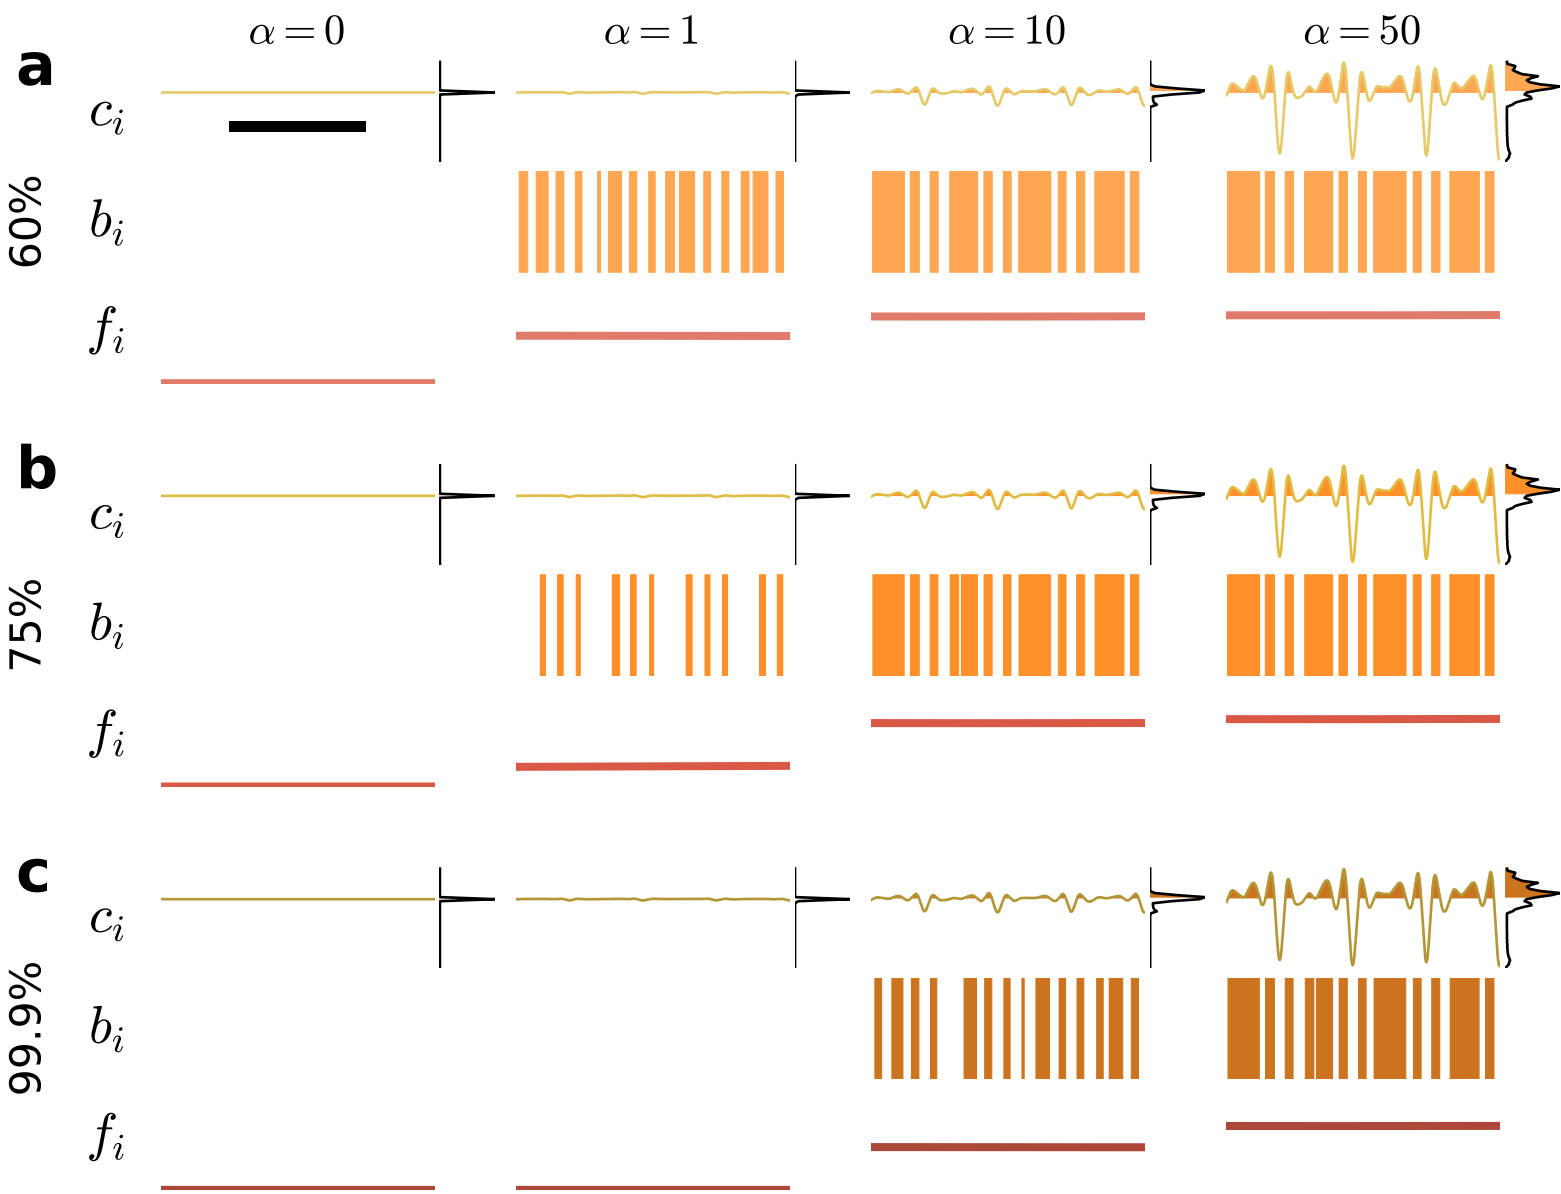 α = 0 α = 1 α = 10 α = 50
a
c_i
60%
b_i
f_i
b
c_i
75%
b_i
f_i
c
c_i
99.9%
b_i
f_i